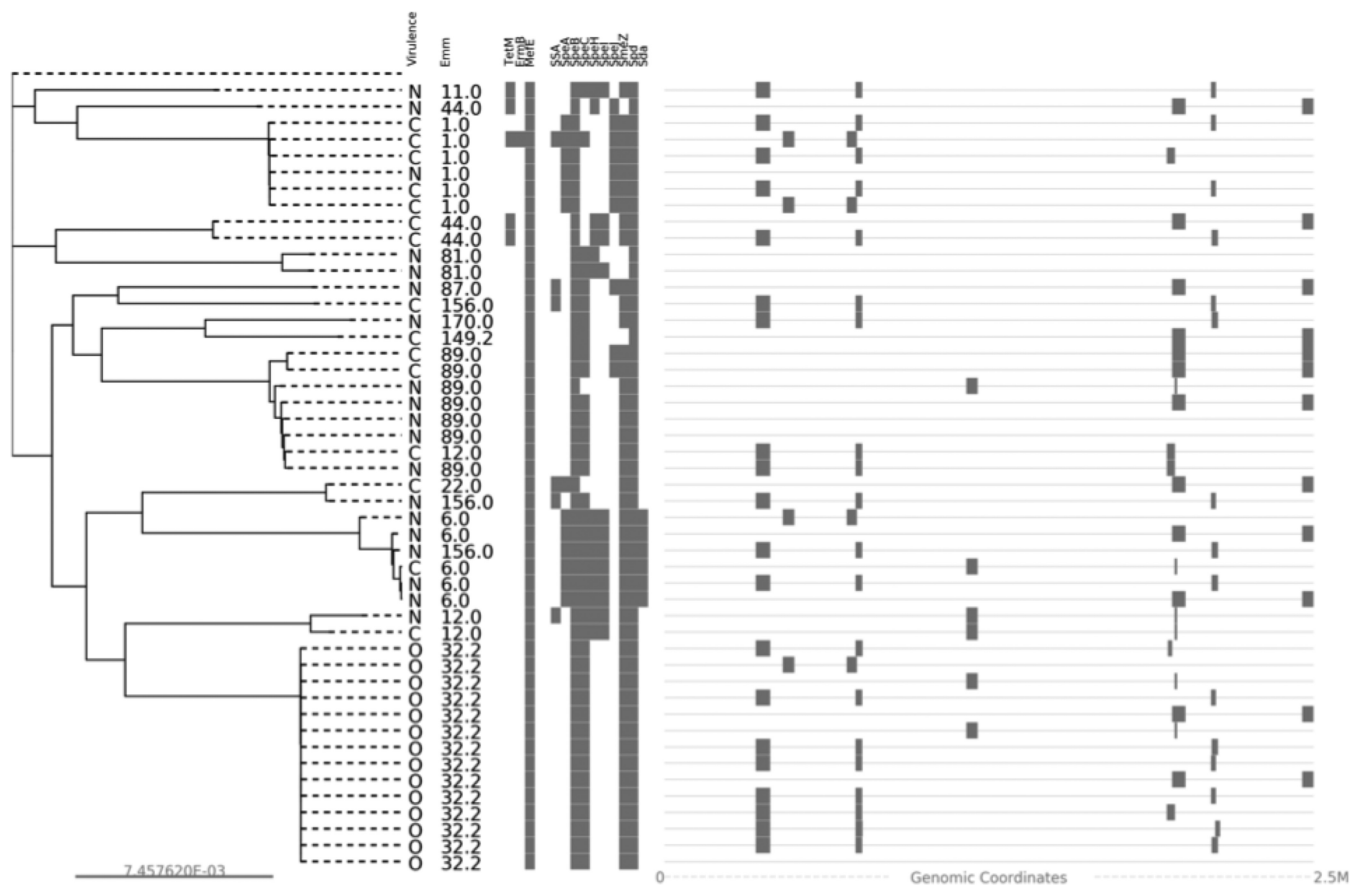 Virulence Emm TetM ErmB MefE SSA SpeA SpeB SpeC SpeH SpeI SpeJ SmeZ Spd Sda
N 11.0
N 44.0
C 1.0
C 1.0
C 1.0
N 1.0
C 1.0
C 1.0
C 44.0
C 44.0
N 81.0
N 81.0
N 87.0
C 156.0
N 170.0
C 149.2
C 89.0
C 89.0
N 89.0
N 89.0
N 89.0
N 89.0
C 12.0
N 89.0
C 22.0
N 156.0
N 6.0
N 6.0
N 156.0
C 6.0
N 6.0
N 6.0
N 12.0
C 12.0
O 32.2
O 32.2
O 32.2
O 32.2
O 32.2
O 32.2
O 32.2
O 32.2
O 32.2
O 32.2
O 32.2
O 32.2
O 32.2
O 32.2
7.457620E-03
0 Genomic Coordinates 2.5M